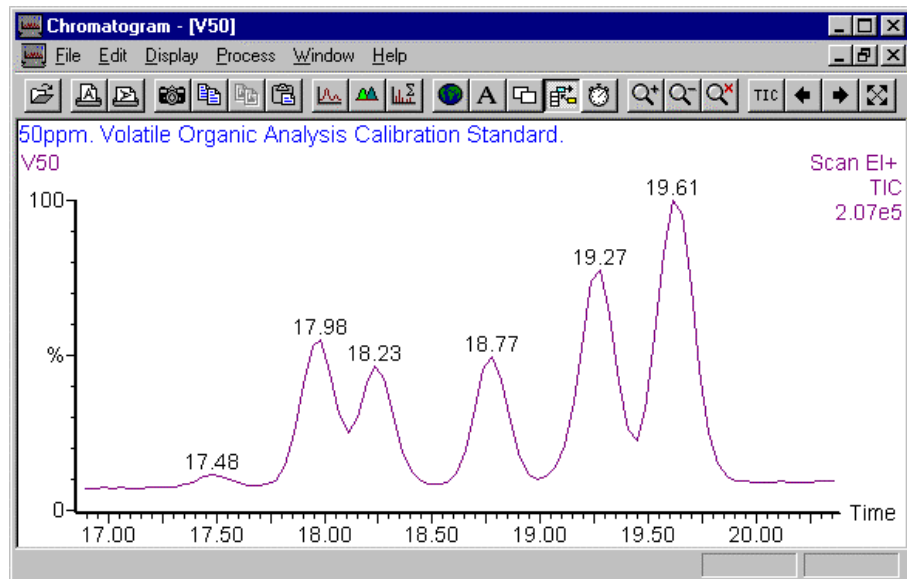 Chromatogram - [V50]
File Edit Display Process Window Help
A A Σ A TIC
50ppm. Volatile Organic Analysis Calibration Standard.
V50
Scan EI+
TIC
2.07e5
100
%
0
17.48
17.98
18.23
18.77
19.27
19.61
17.00 17.50 18.00 18.50 19.00 19.50 20.00
Time